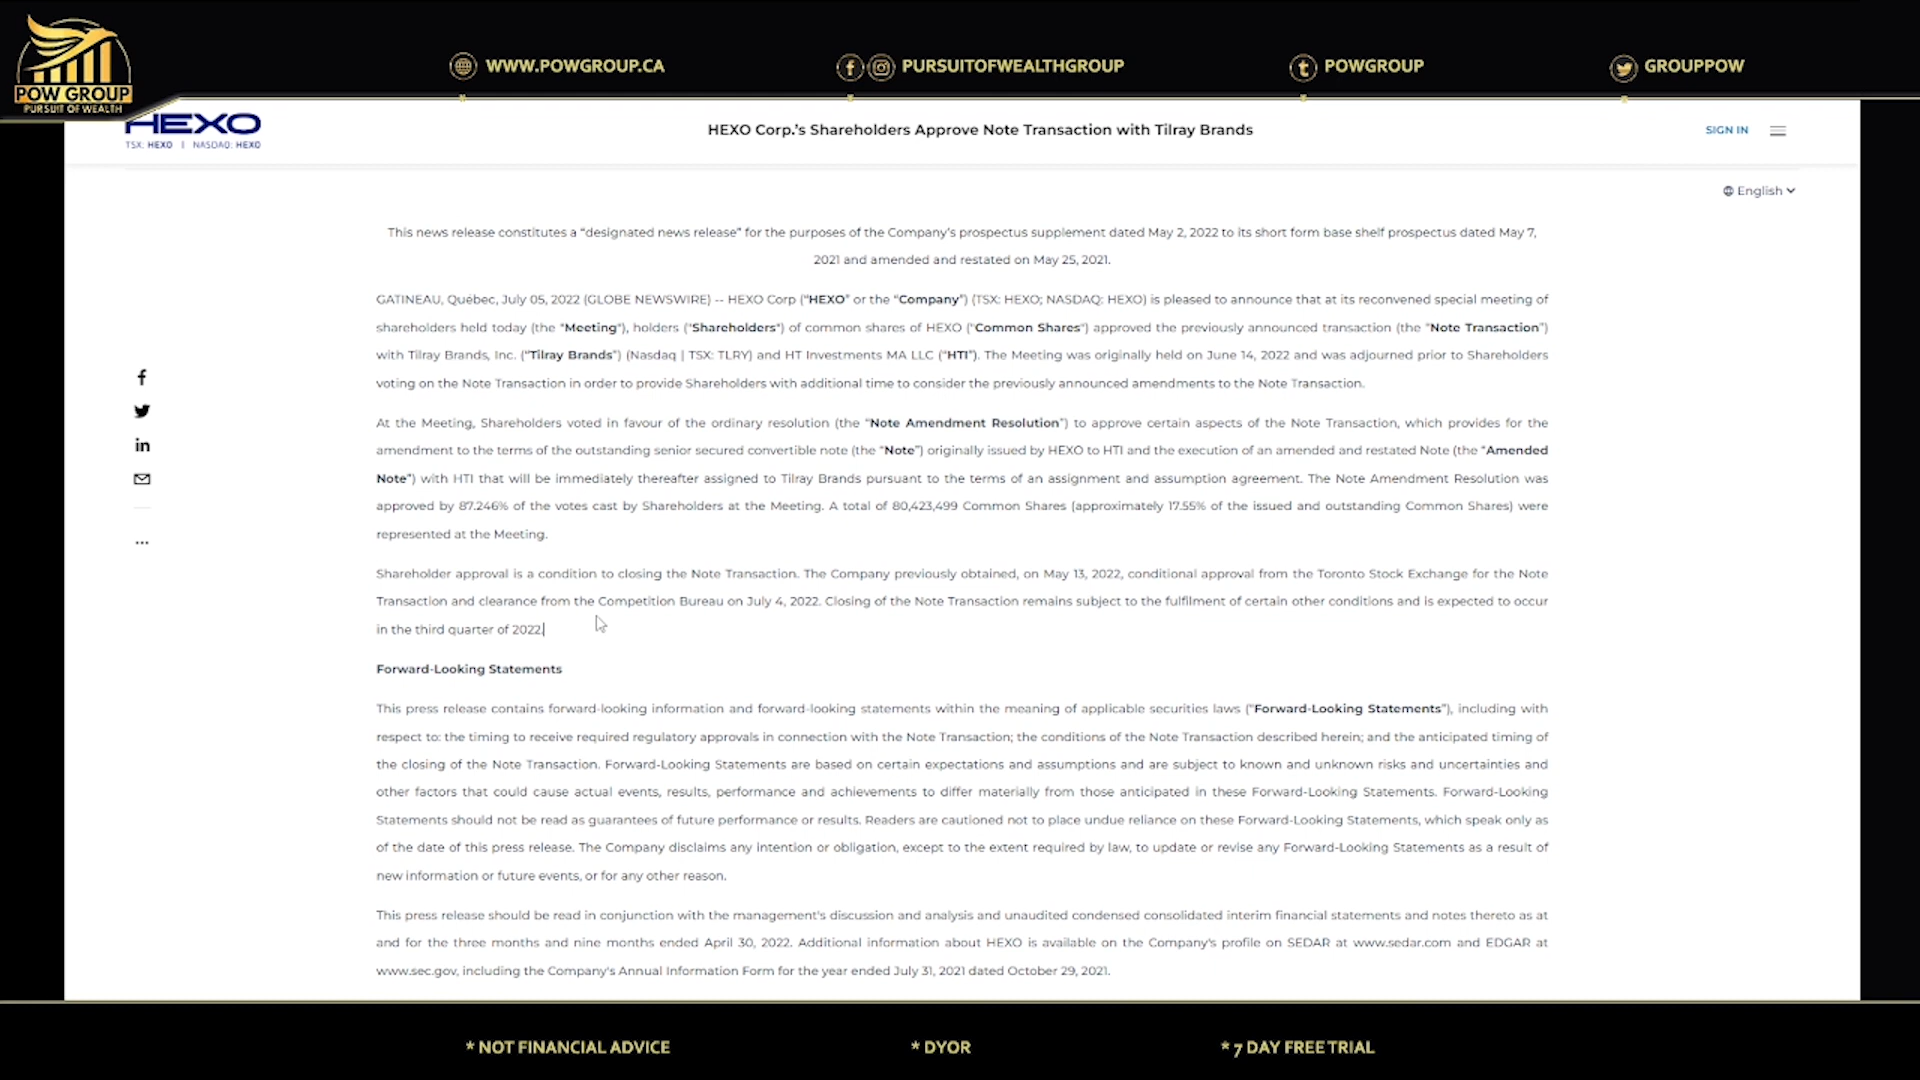 POW GROUP
PURSUIT OF WEALTH
WWW.POWGROUP.CA
PURSUITOFWEALTHGROUP
POWGROUP
GROUPPOW
HEXO
TSX: HEXO | NASDAQ: HEXO
HEXO Corp.'s Shareholders Approve Note Transaction with Tilray Brands
SIGN IN
English
This news release constitutes a “designated news release” for the purposes of the Company's prospectus supplement dated May 2, 2022 to its short form base shelf prospectus dated May 7,
2021 and amended and restated on May 25, 2021.
GATINEAU, Québec, July 05, 2022 (GLOBE NEWSWIRE) -- HEXO Corp (“HEXO” or the “Company”) (TSX: HEXO; NASDAQ: HEXO) is pleased to announce that at its reconvened special meeting of
shareholders held today (the “Meeting”), holders (“Shareholders”) of common shares of HEXO (“Common Shares”) approved the previously announced transaction (the “Note Transaction”)
with Tilray Brands, Inc. (“Tilray Brands”) (Nasdaq | TSX: TLRY) and HT Investments MA LLC (“HTI”). The Meeting was originally held on June 14, 2022 and was adjourned prior to Shareholders
voting on the Note Transaction in order to provide Shareholders with additional time to consider the previously announced amendments to the Note Transaction.
At the Meeting, Shareholders voted in favour of the ordinary resolution (the “Note Amendment Resolution”) to approve certain aspects of the Note Transaction, which provides for the
amendment to the terms of the outstanding senior secured convertible note (the “Note”) originally issued by HEXO to HTI and the execution of an amended and restated Note (the “Amended
Note”) with HTI that will be immediately thereafter assigned to Tilray Brands pursuant to the terms of an assignment and assumption agreement. The Note Amendment Resolution was
approved by 87.246% of the votes cast by Shareholders at the Meeting. A total of 80,423,499 Common Shares (approximately 17.55% of the issued and outstanding Common Shares) were
represented at the Meeting.
Shareholder approval is a condition to closing the Note Transaction. The Company previously obtained, on May 13, 2022, conditional approval from the Toronto Stock Exchange for the Note
Transaction and clearance from the Competition Bureau on July 4, 2022. Closing of the Note Transaction remains subject to the fulfilment of certain other conditions and is expected to occur
in the third quarter of 2022.
Forward-Looking Statements
This press release contains forward-looking information and forward-looking statements within the meaning of applicable securities laws (“Forward-Looking Statements”), including with
respect to: the timing to receive required regulatory approvals in connection with the Note Transaction; the conditions of the Note Transaction described herein; and the anticipated timing of
the closing of the Note Transaction. Forward-Looking Statements are based on certain expectations and assumptions and are subject to known and unknown risks and uncertainties and
other factors that could cause actual events, results, performance and achievements to differ materially from those anticipated in these Forward-Looking Statements. Forward-Looking
Statements should not be read as guarantees of future performance or results. Readers are cautioned not to place undue reliance on these Forward-Looking Statements, which speak only as
of the date of this press release. The Company disclaims any intention or obligation, except to the extent required by law, to update or revise any Forward-Looking Statements as a result of
new information or future events, or for any other reason.
This press release should be read in conjunction with the management's discussion and analysis and unaudited condensed consolidated interim financial statements and notes thereto as at
and for the three months and nine months ended April 30, 2022. Additional information about HEXO is available on the Company's profile on SEDAR at www.sedar.com and EDGAR at
www.sec.gov, including the Company's Annual Information Form for the year ended July 31, 2021 dated October 29, 2021.
* NOT FINANCIAL ADVICE
* DYOR
* 7 DAY FREE TRIAL